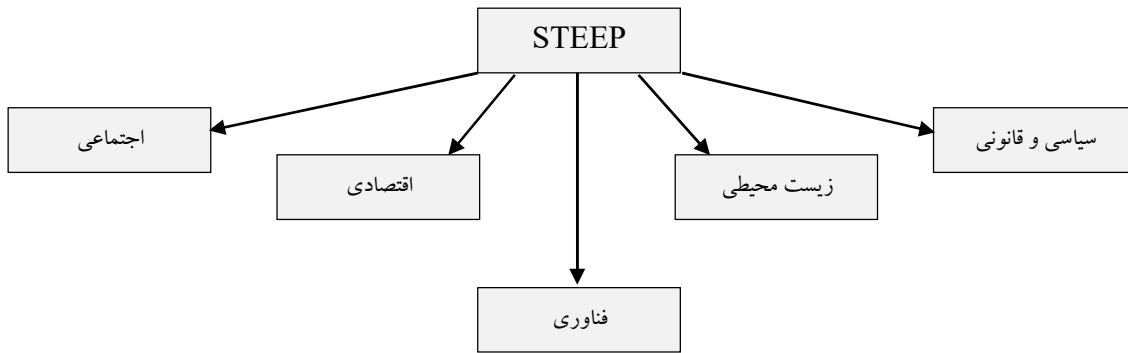 STEEP
سیاسی و قانونی
اجتماعی
زیست محیطی
اقتصادی
فناوری